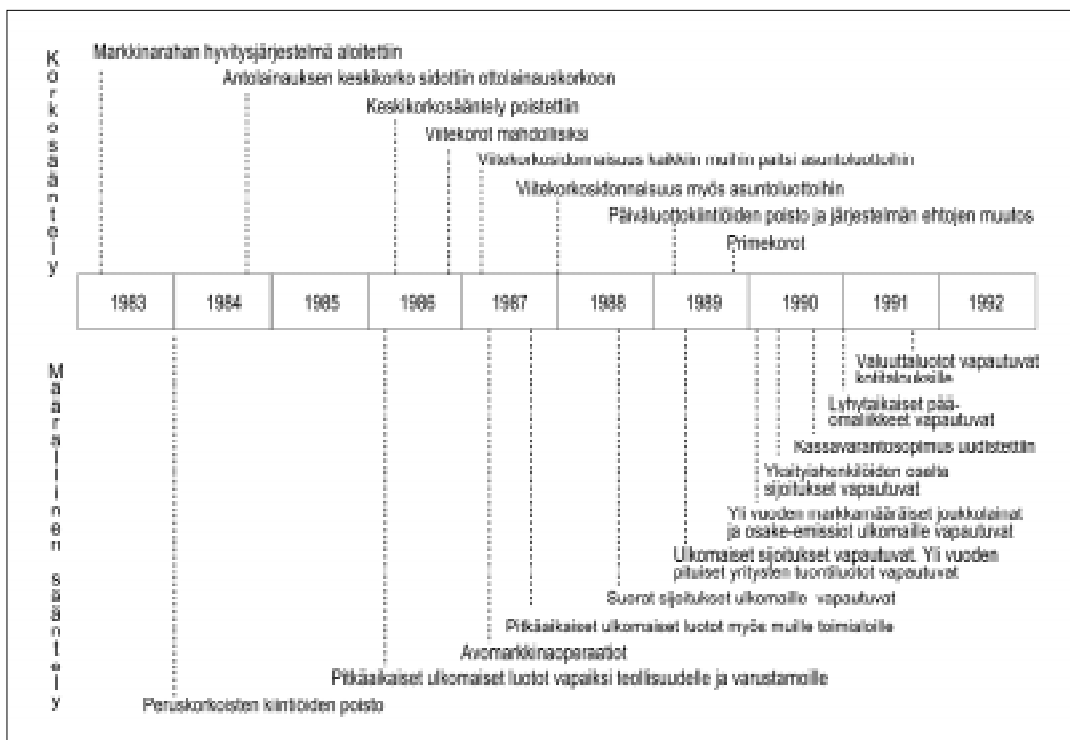 Korkosääntely
Markkinarahan hyvitysjärjestelmä aloitettiin
Antolainauksen keskikorko sidottiin ottolainauskorkoon
Keskikorkosääntely poistettiin
Viitekorot mahdollisiksi
Viitekorkosidonnaisuus kaikkiin muihin paitsi asuntoluottoihin
Viitekorkosidonnaisuus myös asuntoluottoihin
Päiväluottokiintiöiden poisto ja järjestelmän ehtojen muutos
Primekorot
1983 1984 1985 1986 1987 1988 1989 1990 1991 1992
Määrällinen sääntely
Valuuttaluotot vapautuvat
kotitalouksille
Lyhytaikaiset pää-
omaliikkeet vapautuvat
Kassavarantosopimus uudistettiin
Yksityishenkilöiden osalta
sijoitukset vapautuvat
Yli vuoden markkamääräiset joukkolainat
ja osake-emissiot ulkomaille vapautuvat
Ulkomaiset sijoitukset vapautuvat. Yli vuoden
pituiset yritysten tuontiluotot vapautuvat
Suorat sijoitukset ulkomaille vapautuvat
Pitkäaikaiset ulkomaiset luotot myös muille toimialoille
Avomarkkinaoperaatiot
Pitkäaikaiset ulkomaiset luotot vapaiksi teollisuudelle ja varustamoille
Peruskorkoisten kiintiöiden poisto